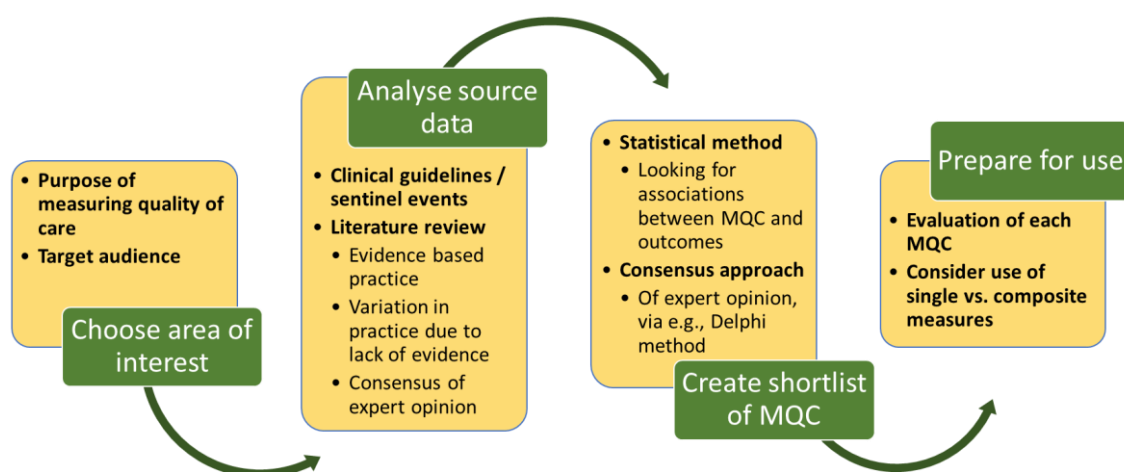 • Purpose of
measuring quality of
care
• Target audience
Choose area of
interest
Analyse source
data
• Clinical guidelines /
sentinel events
• Literature review
• Evidence based
practice
• Variation in
practice due to
lack of evidence
• Consensus of
expert opinion
• Statistical method
• Looking for
associations
between MQC and
outcomes
• Consensus approach
• Of expert opinion,
via e.g., Delphi
method
Create shortlist
of MQC
Prepare for use
• Evaluation of each
MQC
• Consider use of
single vs. composite
measures